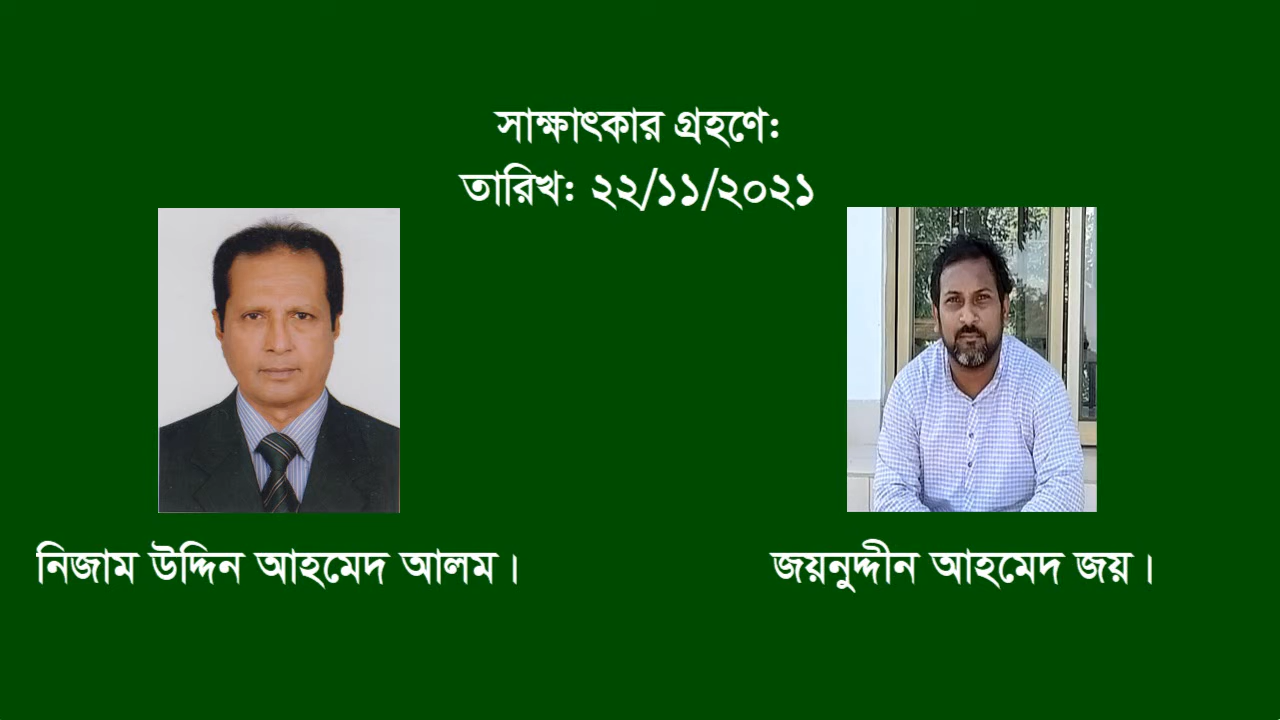 সাক্ষাৎকার গ্রহণে:
তারিখ: ২২/১১/২০২১
নিজাম উদ্দিন আহমেদ আলম।
জয়নুদ্দীন আহমেদ জয়।